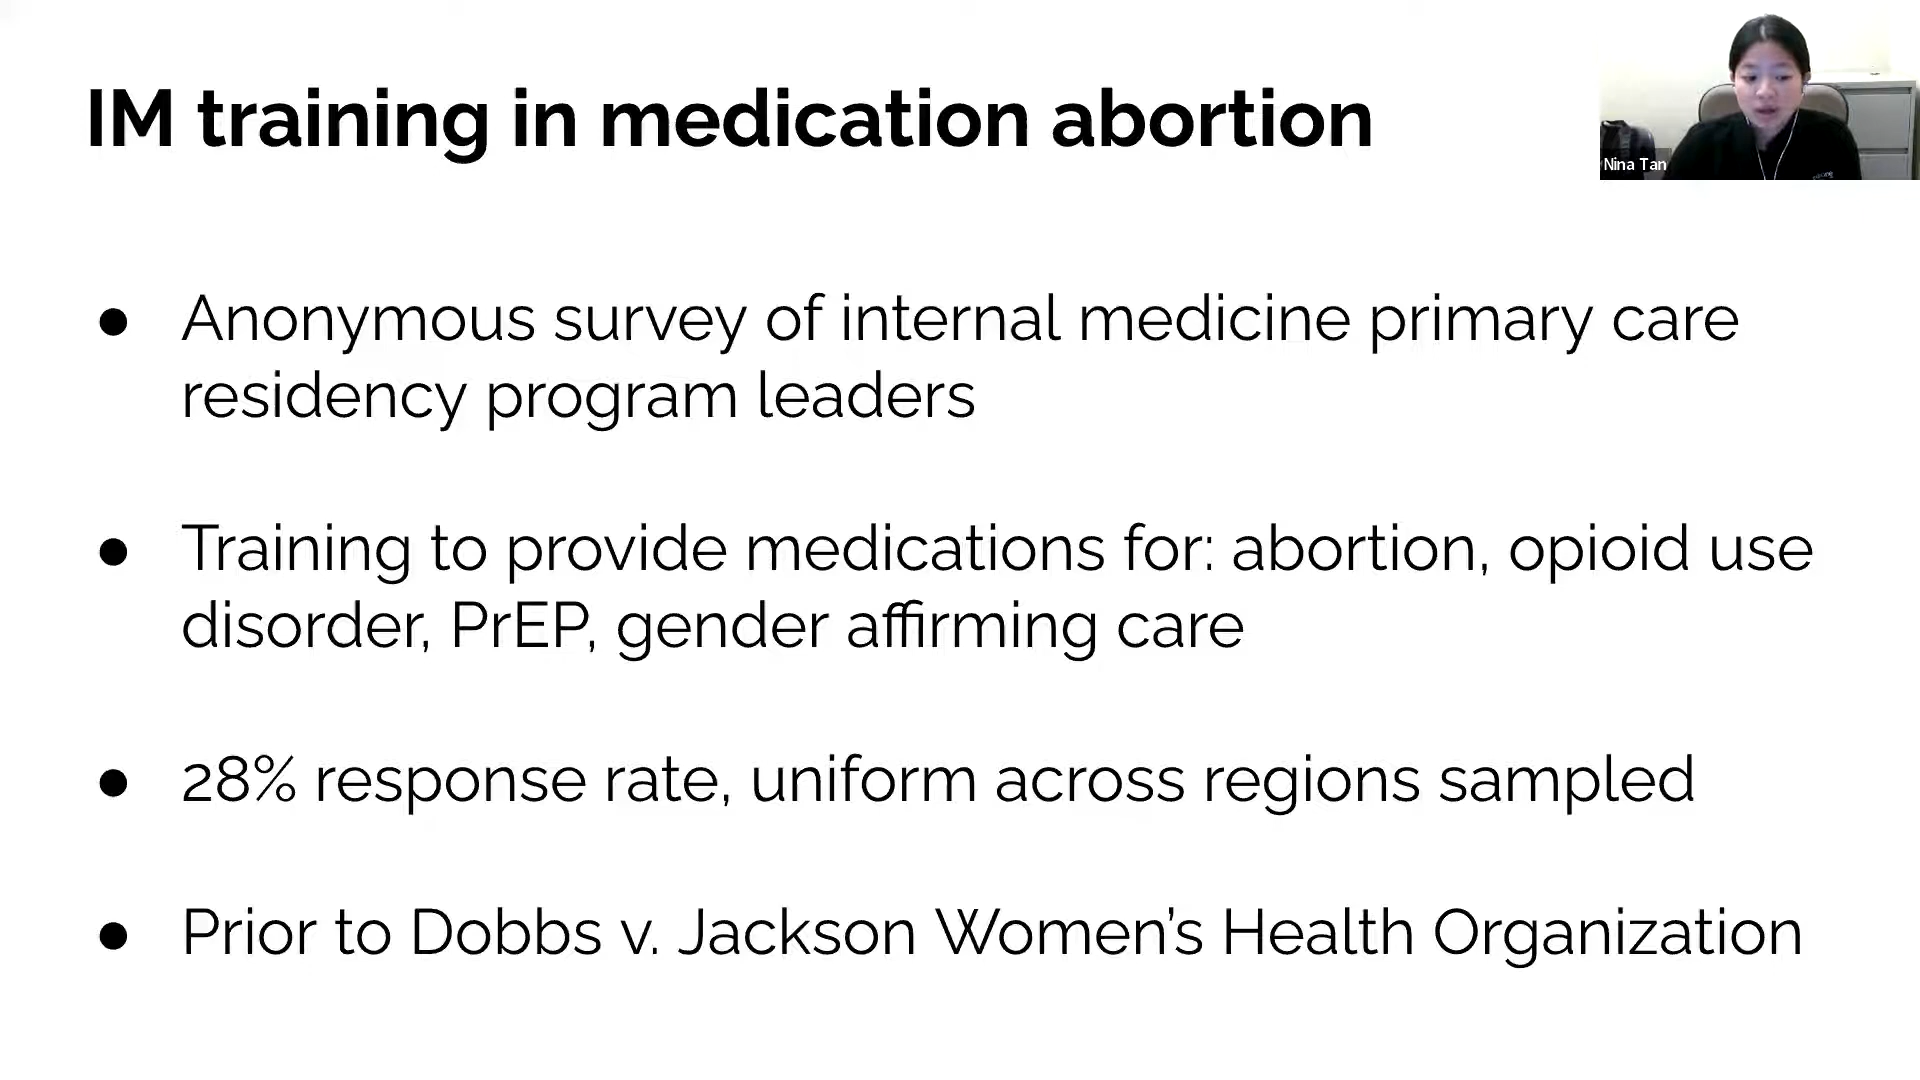 IM training in medication abortion
Nina Tan
● Anonymous survey of internal medicine primary care
residency program leaders
● Training to provide medications for: abortion, opioid use
disorder, PrEP, gender affirming care
● 28% response rate, uniform across regions sampled
● Prior to Dobbs v. Jackson Women’s Health Organization